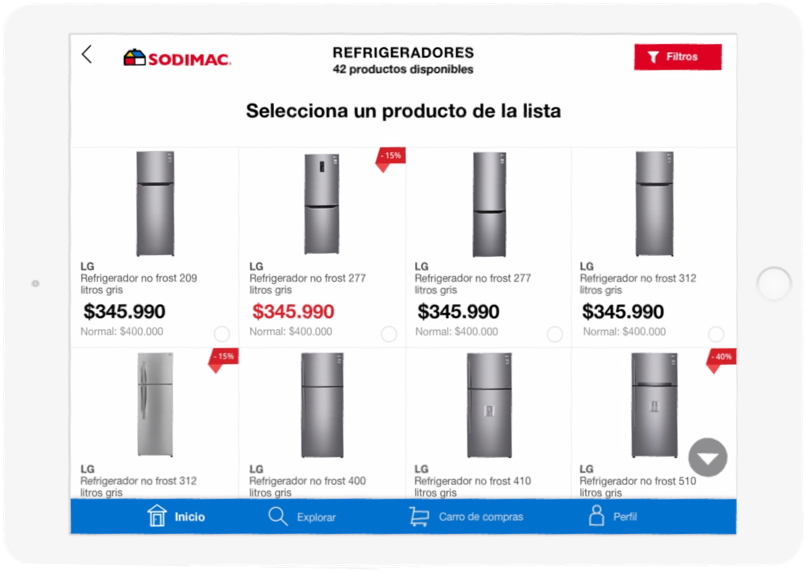 SODIMAC.
REFRIGERADORES
42 productos disponibles
Filtros
Selecciona un producto de la lista
LG
Refrigerador no frost 209
litros gris
$345.990
Normal: $400.000
- 15%
LG
Refrigerador no frost 277
litros gris
$345.990
Normal: $400.000
LG
Refrigerador no frost 277
litros gris
$345.990
Normal: $400.000
LG
Refrigerador no frost 312
litros gris
$345.990
Normal: $400.000
- 15%
LG
Refrigerador no frost 312
litros gris
LG
Refrigerador no frost 400
litros gris
LG
Refrigerador no frost 410
litros gris
- 40%
LG
Refrigerador no frost 510
litros gris
Inicio
Explorar
Carro de compras
Perfil